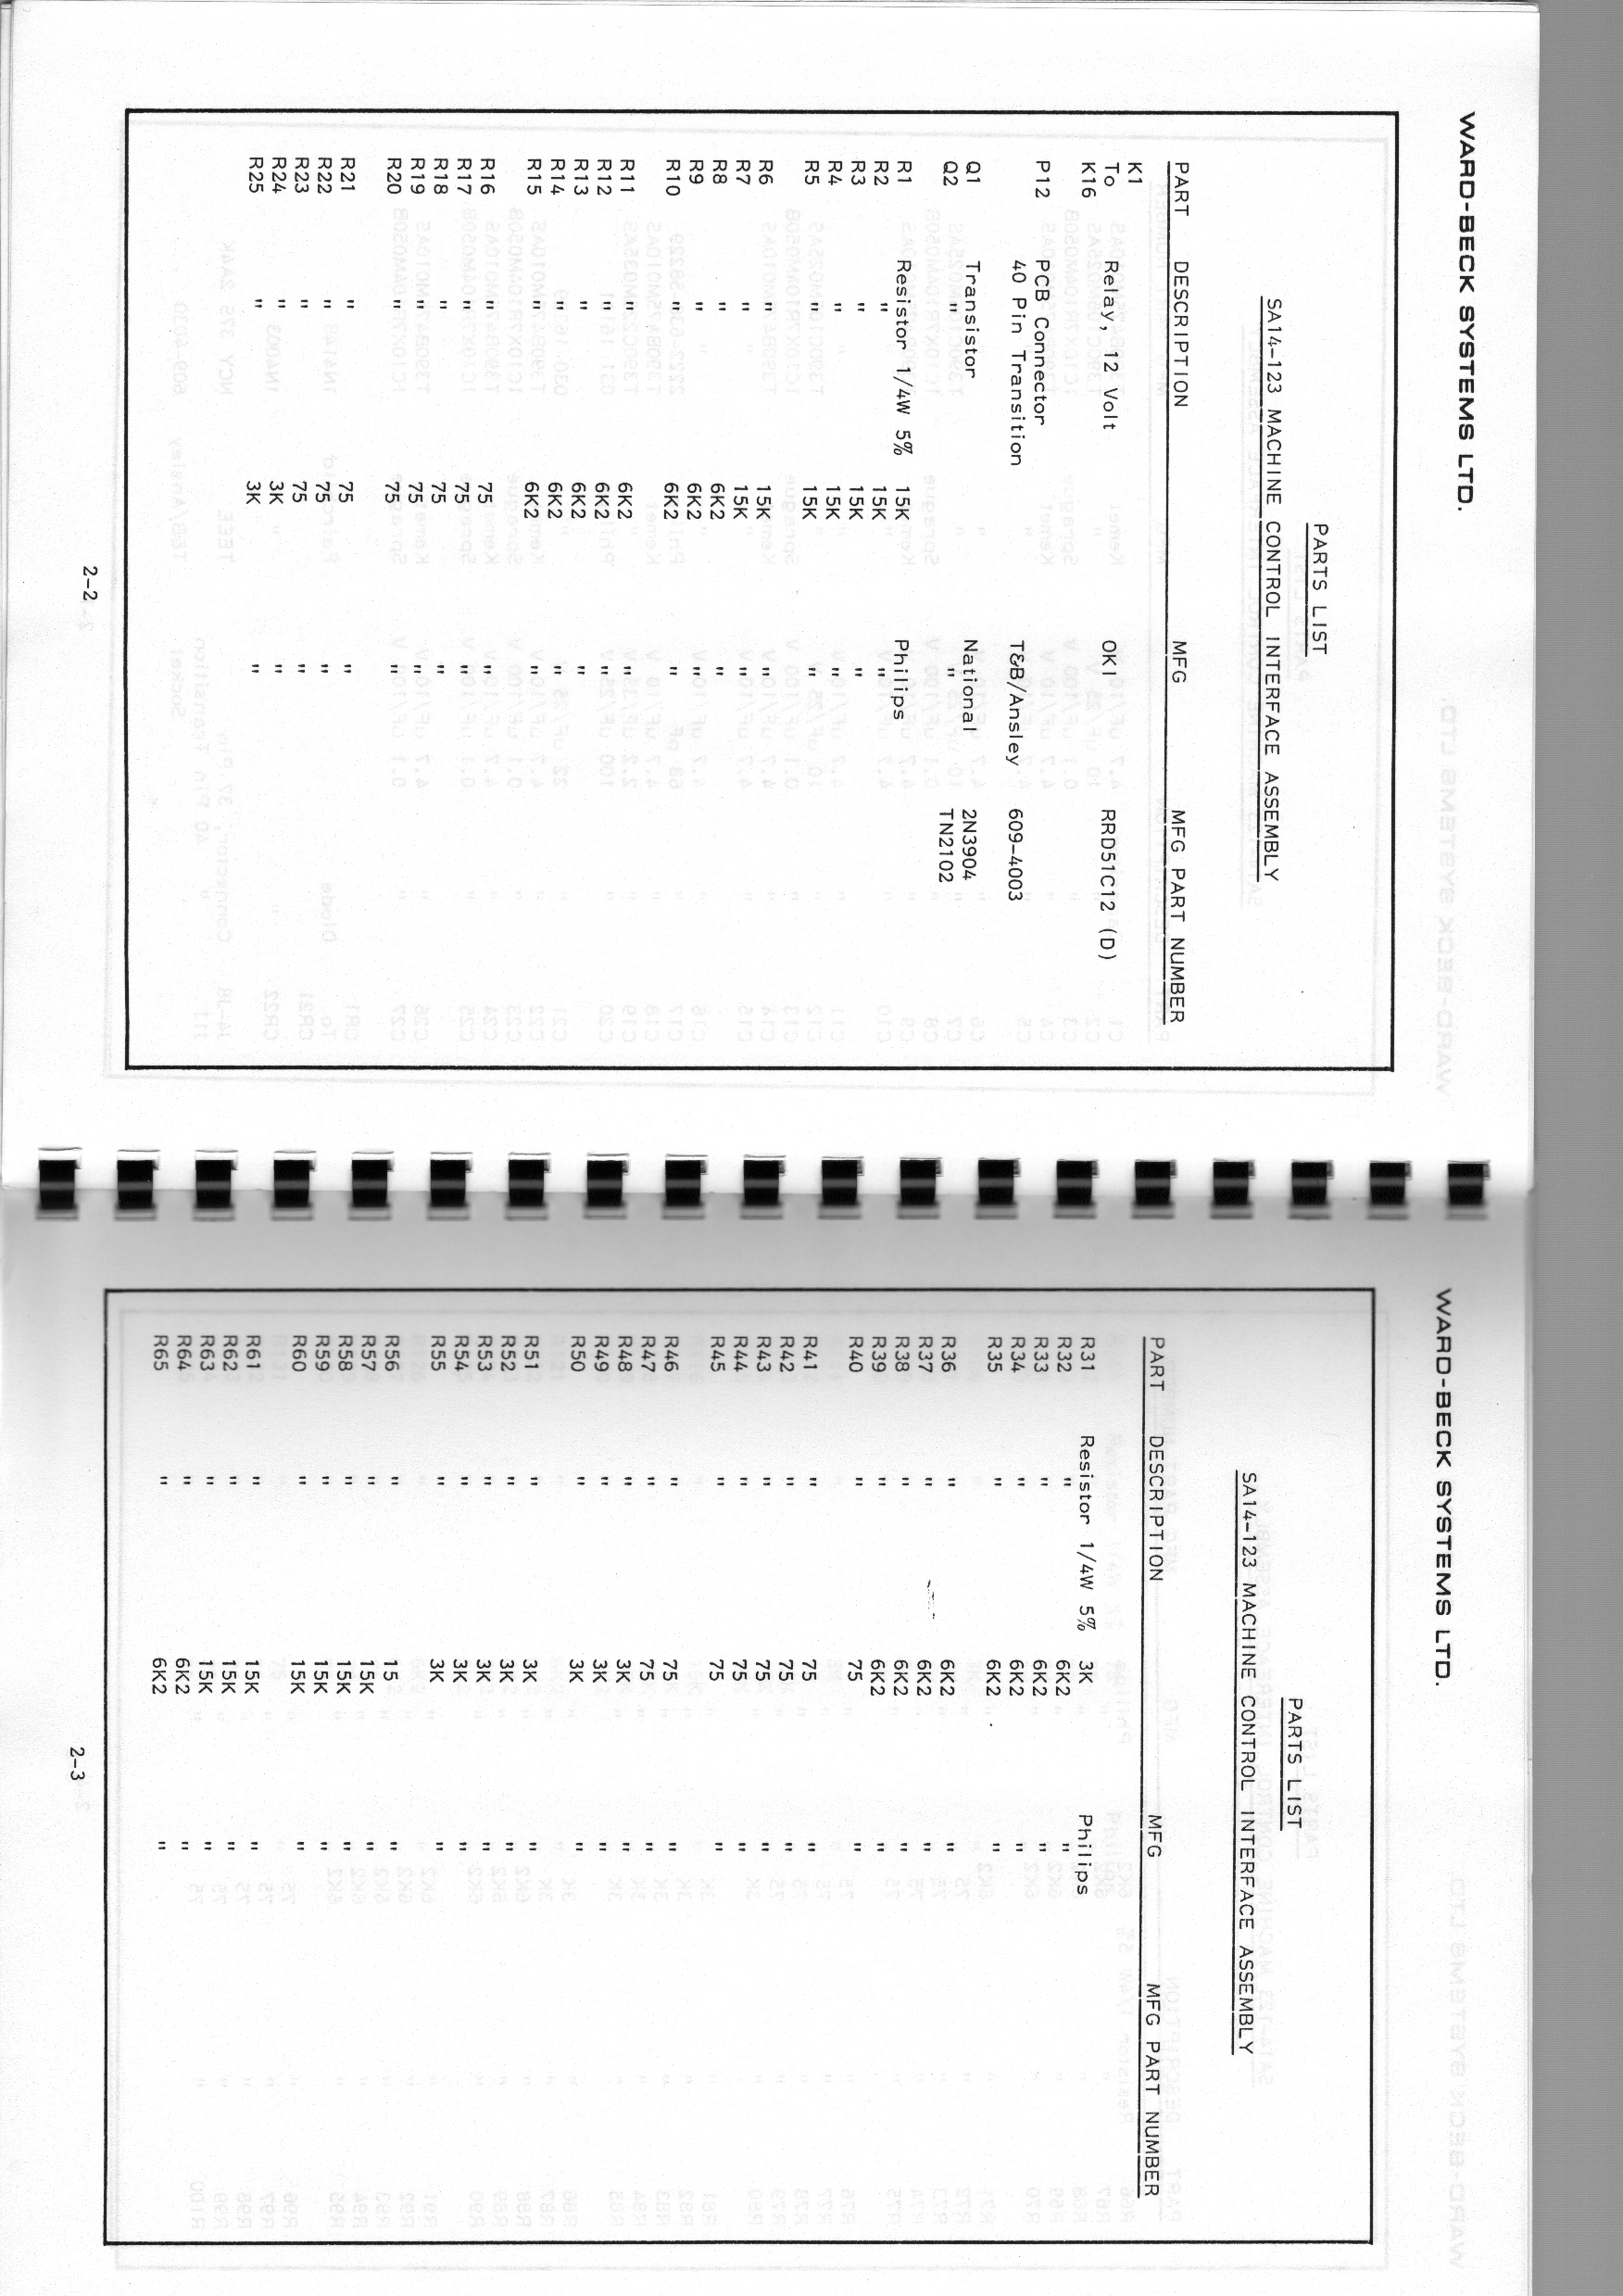 WARD-BECK SYSTEMS LTD.
PARTS LIST
SA14-123 MACHINE CONTROL INTERFACE ASSEMBLY
PART DESCRIPTION MFG MFG PART NUMBER
K1
To Relay, 12 Volt OKI RRD51C12 (D)
K16
P12 PCB Connector
40 Pin Transition T&B/Ansley 609-4003
Q1 Transistor National 2N3904
Q2 " " TN2102
R1 Resistor 1/4W 5% 15K Philips
R2 " 15K "
R3 " 15K "
R4 " 15K "
R5 " 15K "
R6 " 15K "
R7 " 15K "
R8 " 6K2 "
R9 " 6K2 "
R10 " 6K2 "
R11 " 6K2 "
R12 " 6K2 "
R13 " 6K2 "
R14 " 6K2 "
R15 " 6K2 "
R16 " 75 "
R17 " 75 "
R18 " 75 "
R19 " 75 "
R20 " 75 "
R21 " 75 "
R22 " 75 "
R23 " 75 "
R24 " 3K "
R25 " 3K "
2-2
WARD-BECK SYSTEMS LTD.
PARTS LIST
SA14-123 MACHINE CONTROL INTERFACE ASSEMBLY
PART DESCRIPTION MFG MFG PART NUMBER
R31 Resistor 1/4W 5% 3K Philips
R32 " 6K2 "
R33 " 6K2 "
R34 " 6K2 "
R35 " 6K2 "
R36 " 6K2 "
R37 " 6K2 "
R38 " 6K2 "
R39 " 6K2 "
R40 " 75 "
R41 " 75 "
R42 " 75 "
R43 " 75 "
R44 " 75 "
R45 " 75 "
R46 " 75 "
R47 " 75 "
R48 " 3K "
R49 " 3K "
R50 " 3K "
R51 " 3K "
R52 " 3K "
R53 " 3K "
R54 " 3K "
R55 " 3K "
R56 " 15 "
R57 " 15K "
R58 " 15K "
R59 " 15K "
R60 " 15K "
R61 " 15K "
R62 " 15K "
R63 " 15K "
R64 " 6K2 "
R65 " 6K2 "
2-3